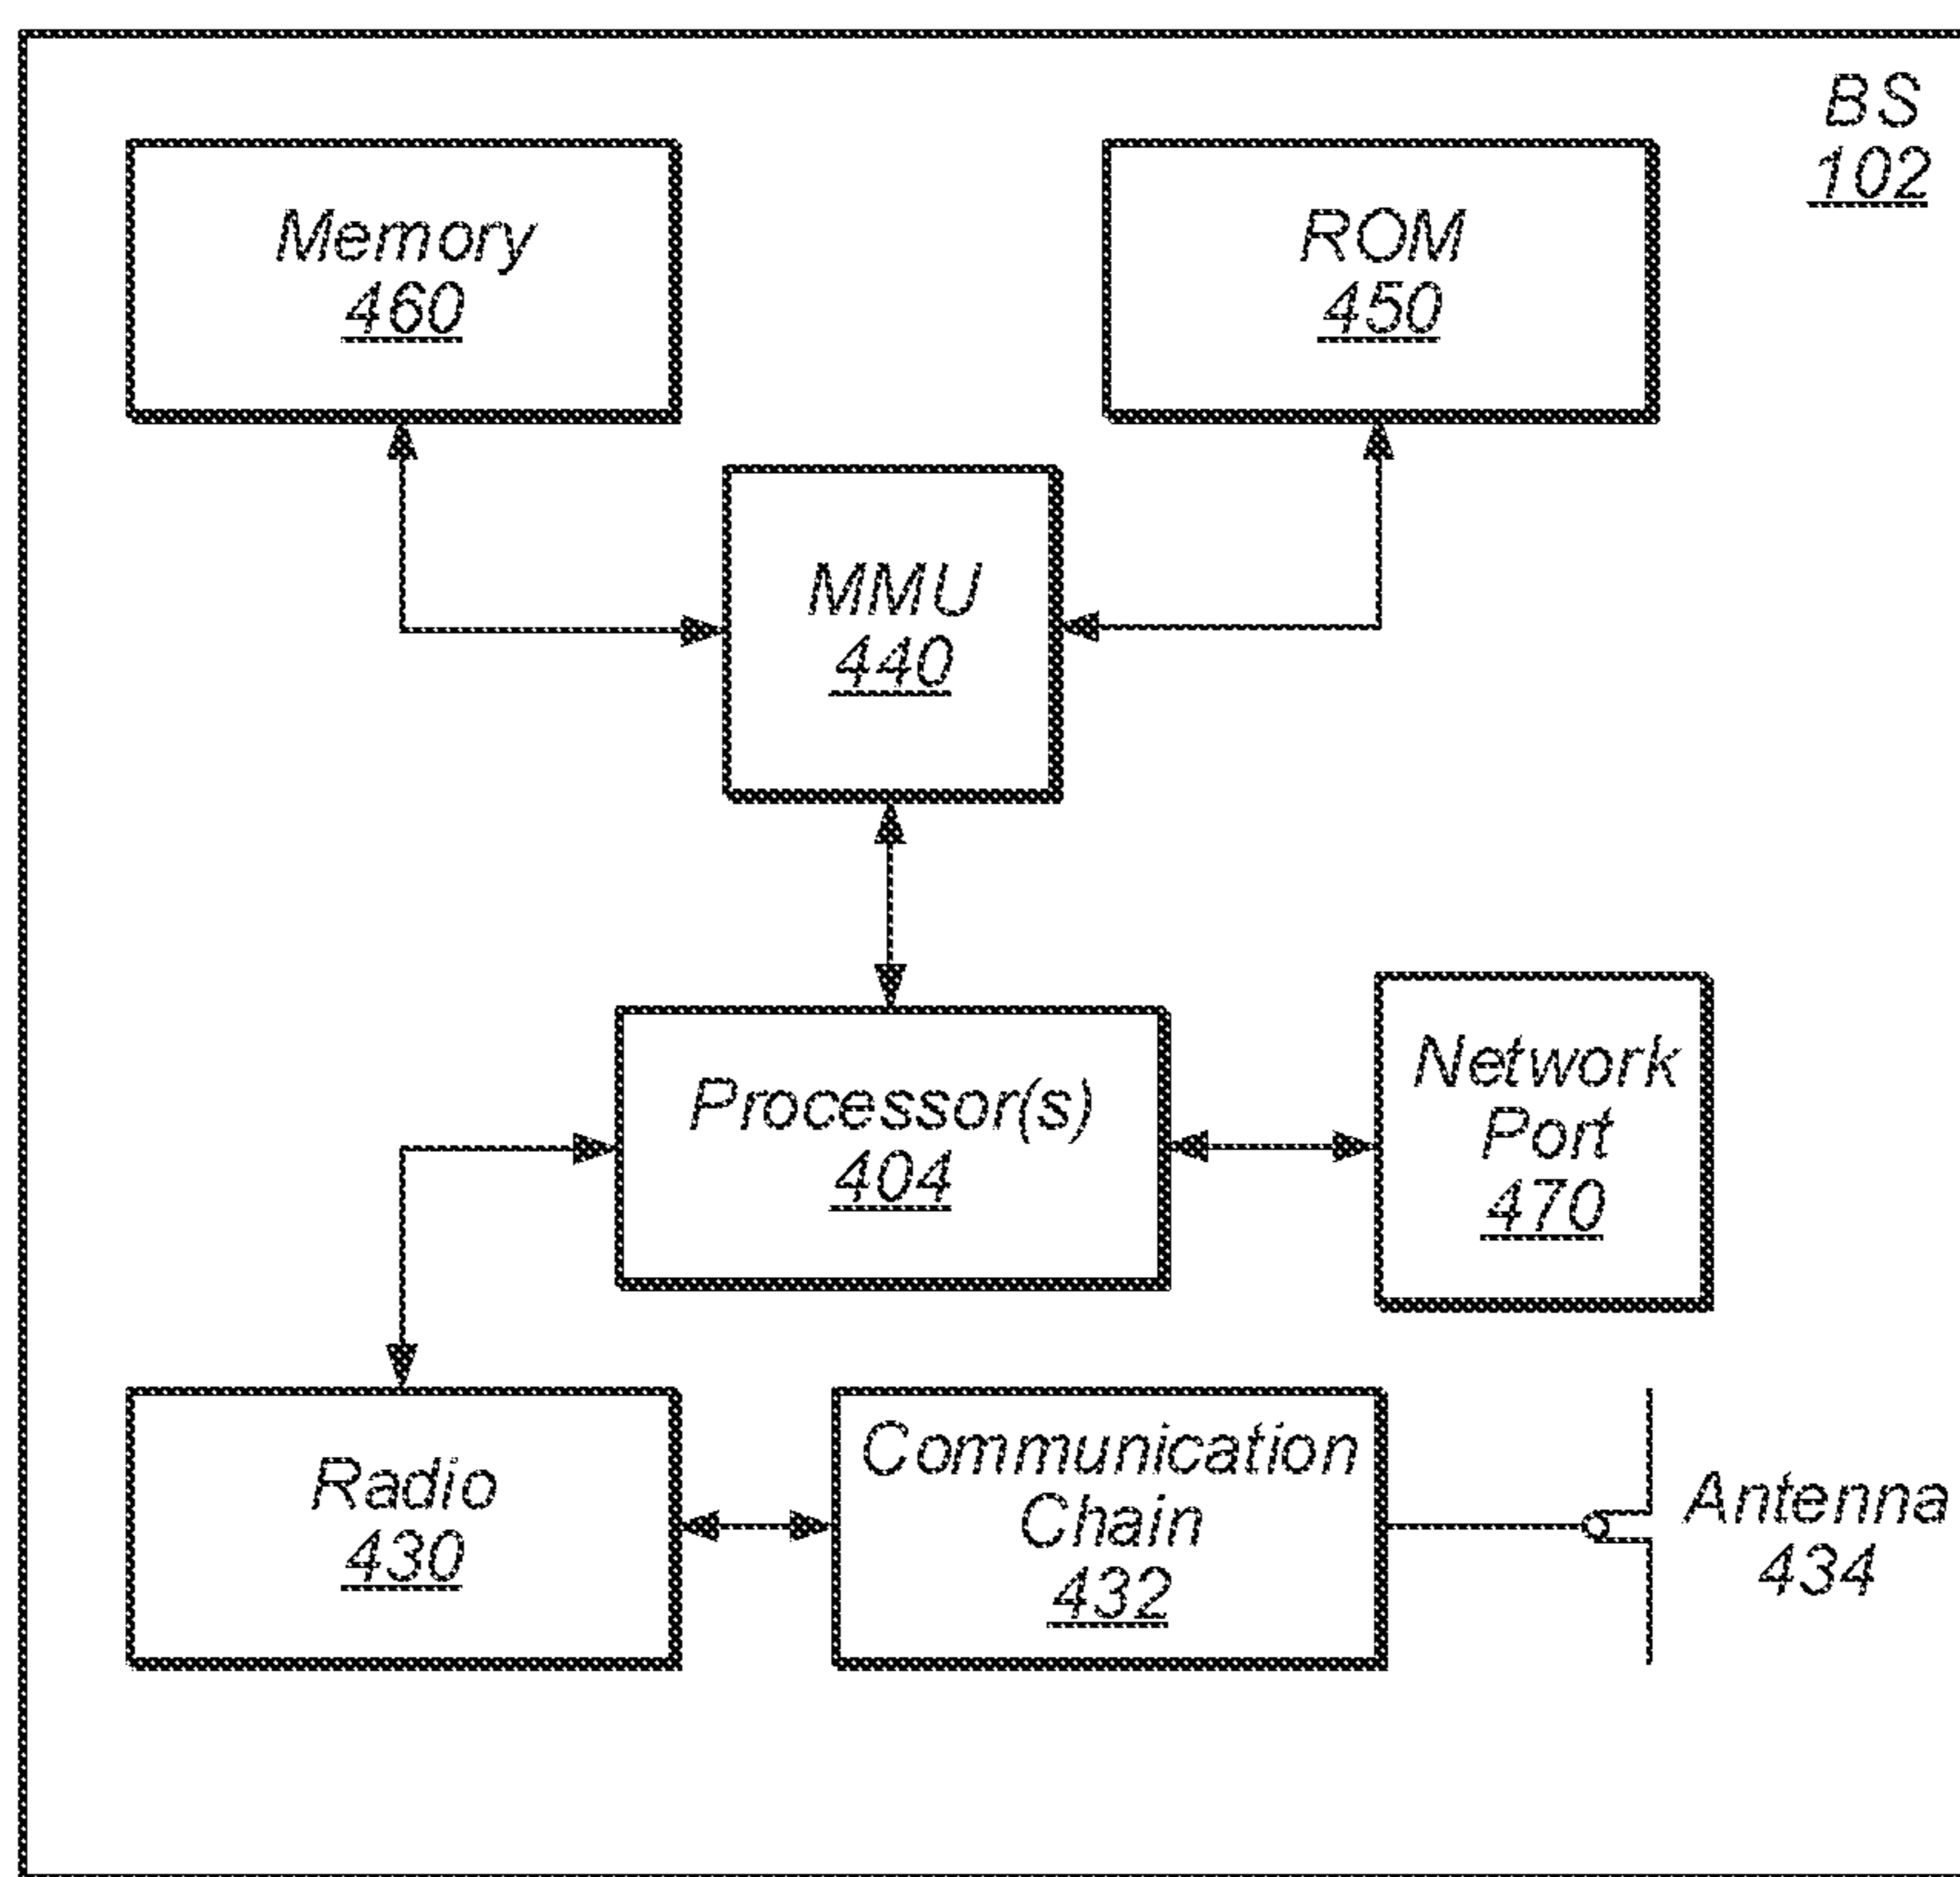 BS
102
Memory
460
ROM
450
MMU
440
Processor(s)
404
Network
Port
470
Radio
430
Communication
Chain
432
Antenna
434